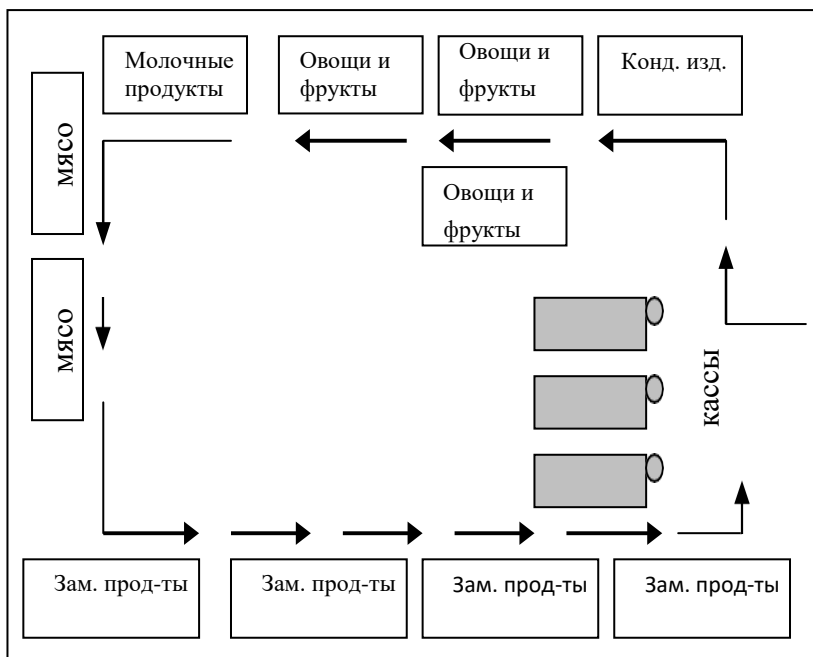 Молочные
продукты
Овощи и
фрукты
Овощи и
фрукты
Конд. изд.
мясо
Овощи и
фрукты
мясо
кассы
Зам. прод-ты
Зам. прод-ты
Зам. прод-ты
Зам. прод-ты